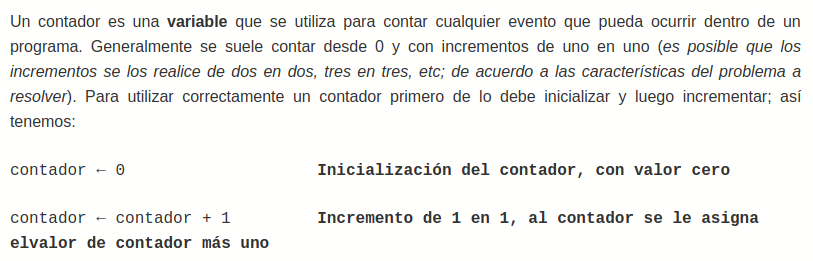 Un contador es una variable que se utiliza para contar cualquier evento que pueda ocurrir dentro de un
programa. Generalmente se suele contar desde 0 y con incrementos de uno en uno (es posible que los
incrementos se los realice de dos en dos, tres en tres, etc; de acuerdo a las características del problema a
resolver). Para utilizar correctamente un contador primero de lo debe inicializar y luego incrementar; así
tenemos:
contador ← 0 Inicialización del contador, con valor cero
contador ← contador + 1 Incremento de 1 en 1, al contador se le asigna
elvalor de contador más uno